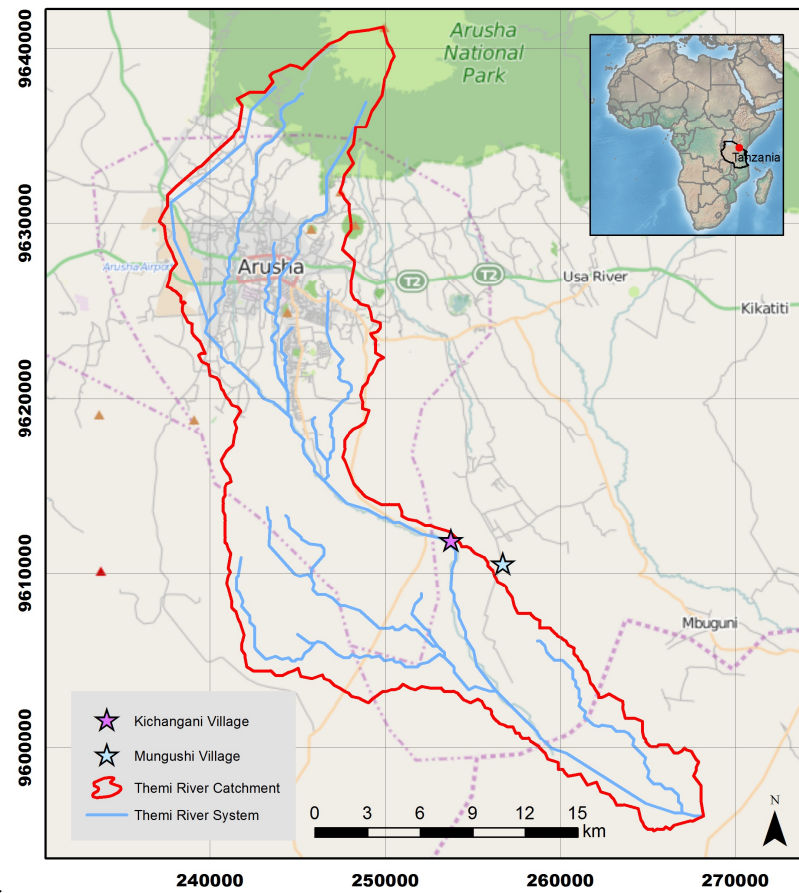 9640000
9630000
9620000
9610000
9600000
Arusha
National
Park
Tanzania
Arusha Airport
Arusha
T2
T2
Usa River
Kikatiti
Mbuguni
Kichangani Village
Mungushi Village
Themi River Catchment
Themi River System
0 3 6 9 12 15
km
N
240000 250000 260000 270000